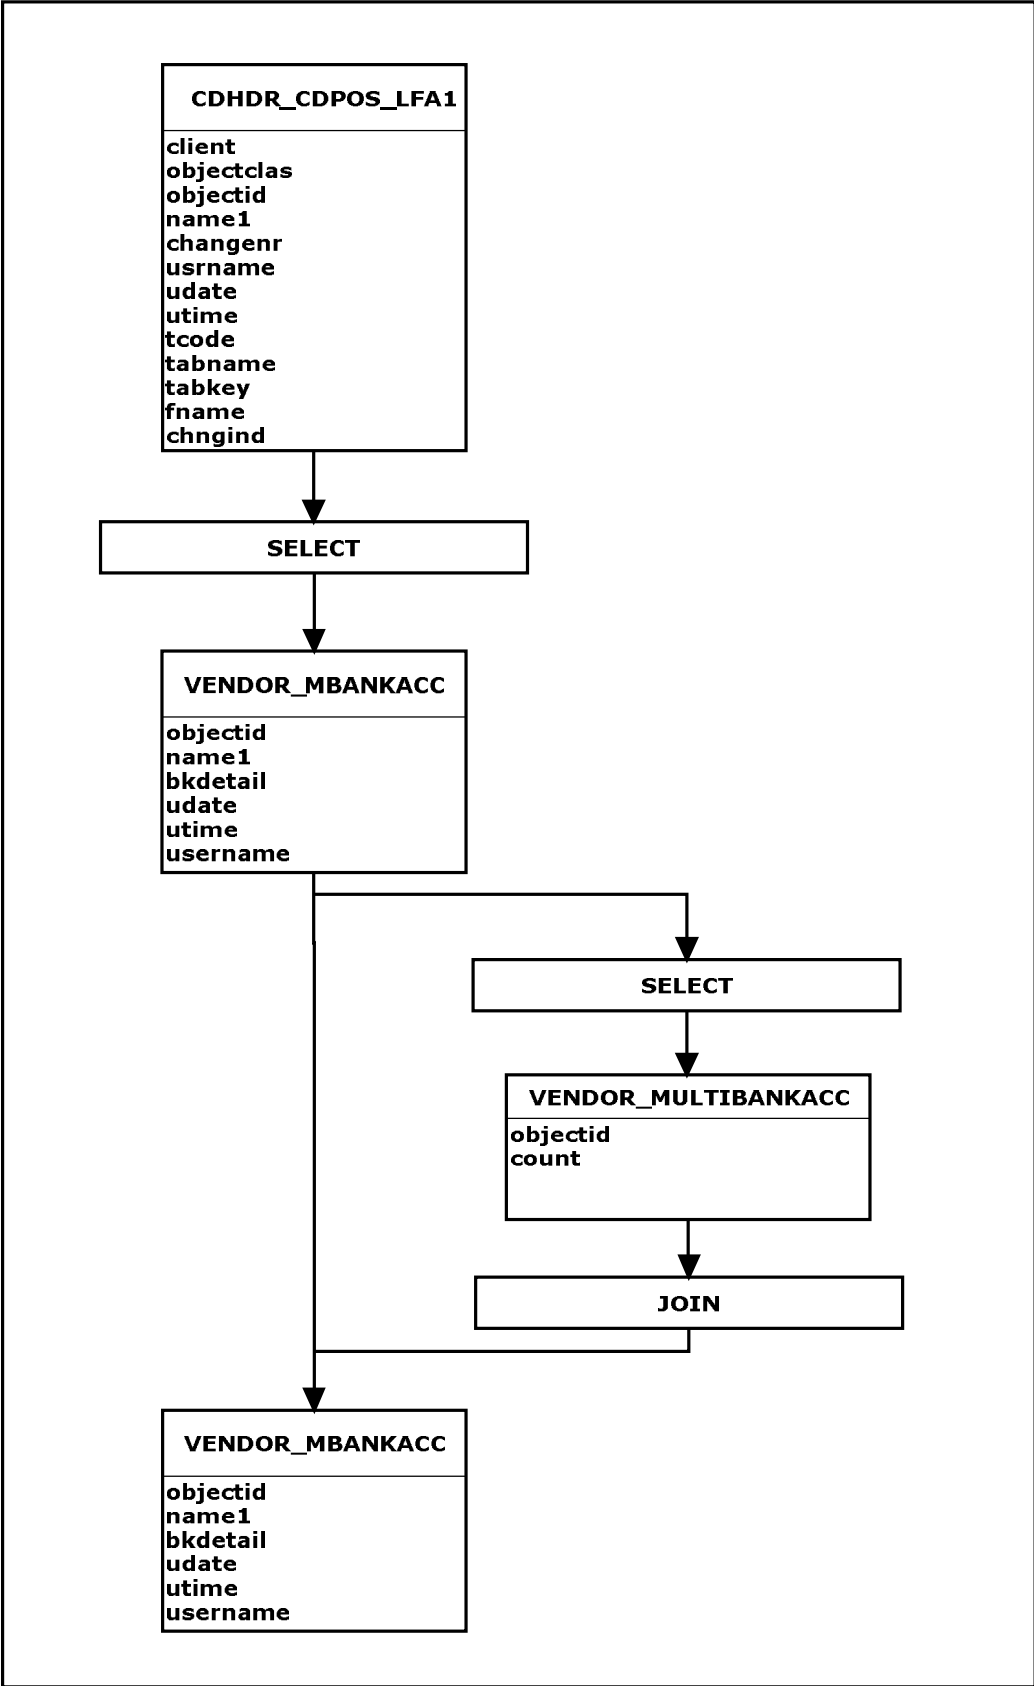 CDHDR_CDPOS_LFA1
client
objectclas
objectid
name1
changenr
usrname
udate
utime
tcode
tabname
tabkey
fname
chngind
SELECT
VENDOR_MBANKACC
objectid
name1
bkdetail
udate
utime
username
SELECT
VENDOR_MULTIBANKACC
objectid
count
JOIN
VENDOR_MBANKACC
objectid
name1
bkdetail
udate
utime
username